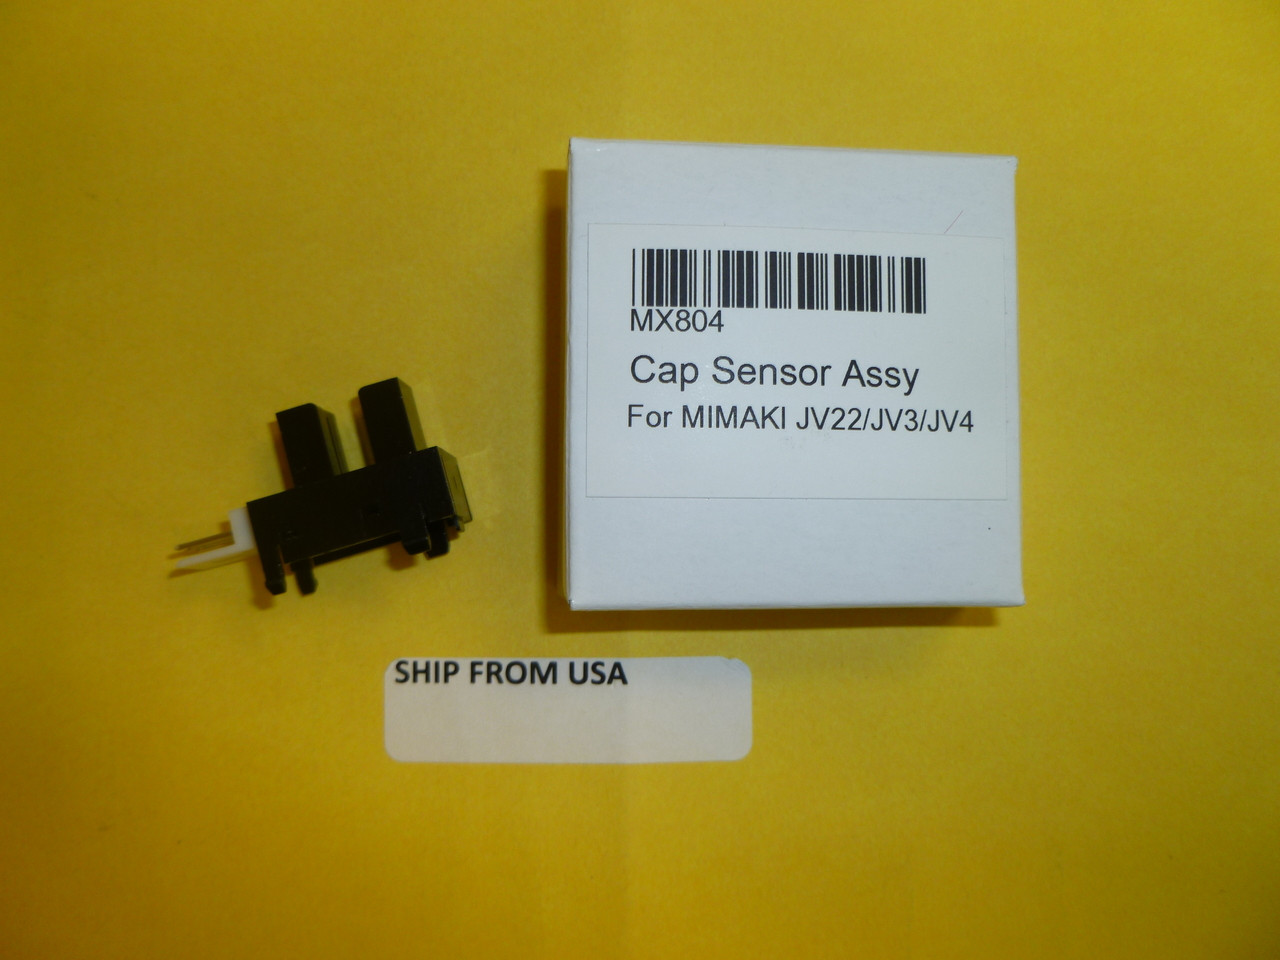 MX804
Cap Sensor Assy
For MIMAKI JV22/JV3/JV4
SHIP FROM USA